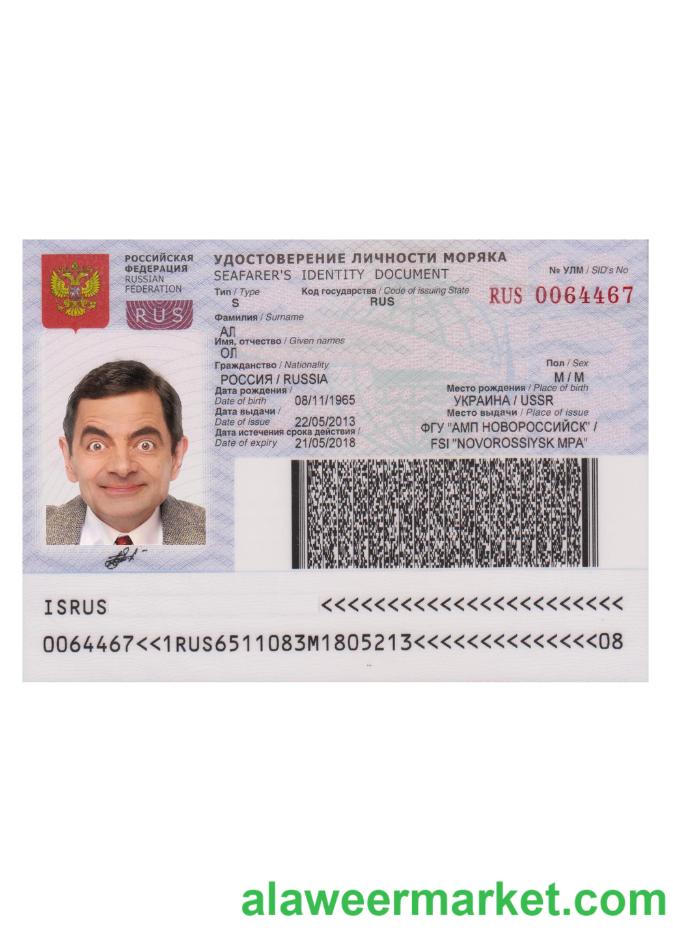 РОССИЙСКАЯ
ФЕДЕРАЦИЯ
RUSSIAN
FEDERATION
RUS
УДОСТОВЕРЕНИЕ ЛИЧНОСТИ МОРЯКА
SEAFARER'S IDENTITY DOCUMENT
№ УЛМ / SID's No
Тип / Type
Код государства / Code of issuing State
RUS 0064467
S
RUS
Фамилия / Surname
АЛ
Имя, отчество / Given names
ОЛ
Гражданство / Nationality
Пол / Sex
РОССИЯ / RUSSIA
М / M
Дата рождения /
Date of birth 08/11/1965
Место рождения / Place of birth
УКРАИНА / USSR
Дата выдачи /
Date of issue 22/05/2013
Место выдачи / Place of issue
ФГУ "АМП НОВОРОССИЙСК" /
Дата истечения срока действия /
Date of expiry 21/05/2018
FSI "NOVOROSSIYSK MPA"
ISRUS <<<<<<<<<<<<<<<<<<<<<<<
0064467<<1RUS6511083M1805213<<<<<<<<<<<<<<08
alaweermarket.com